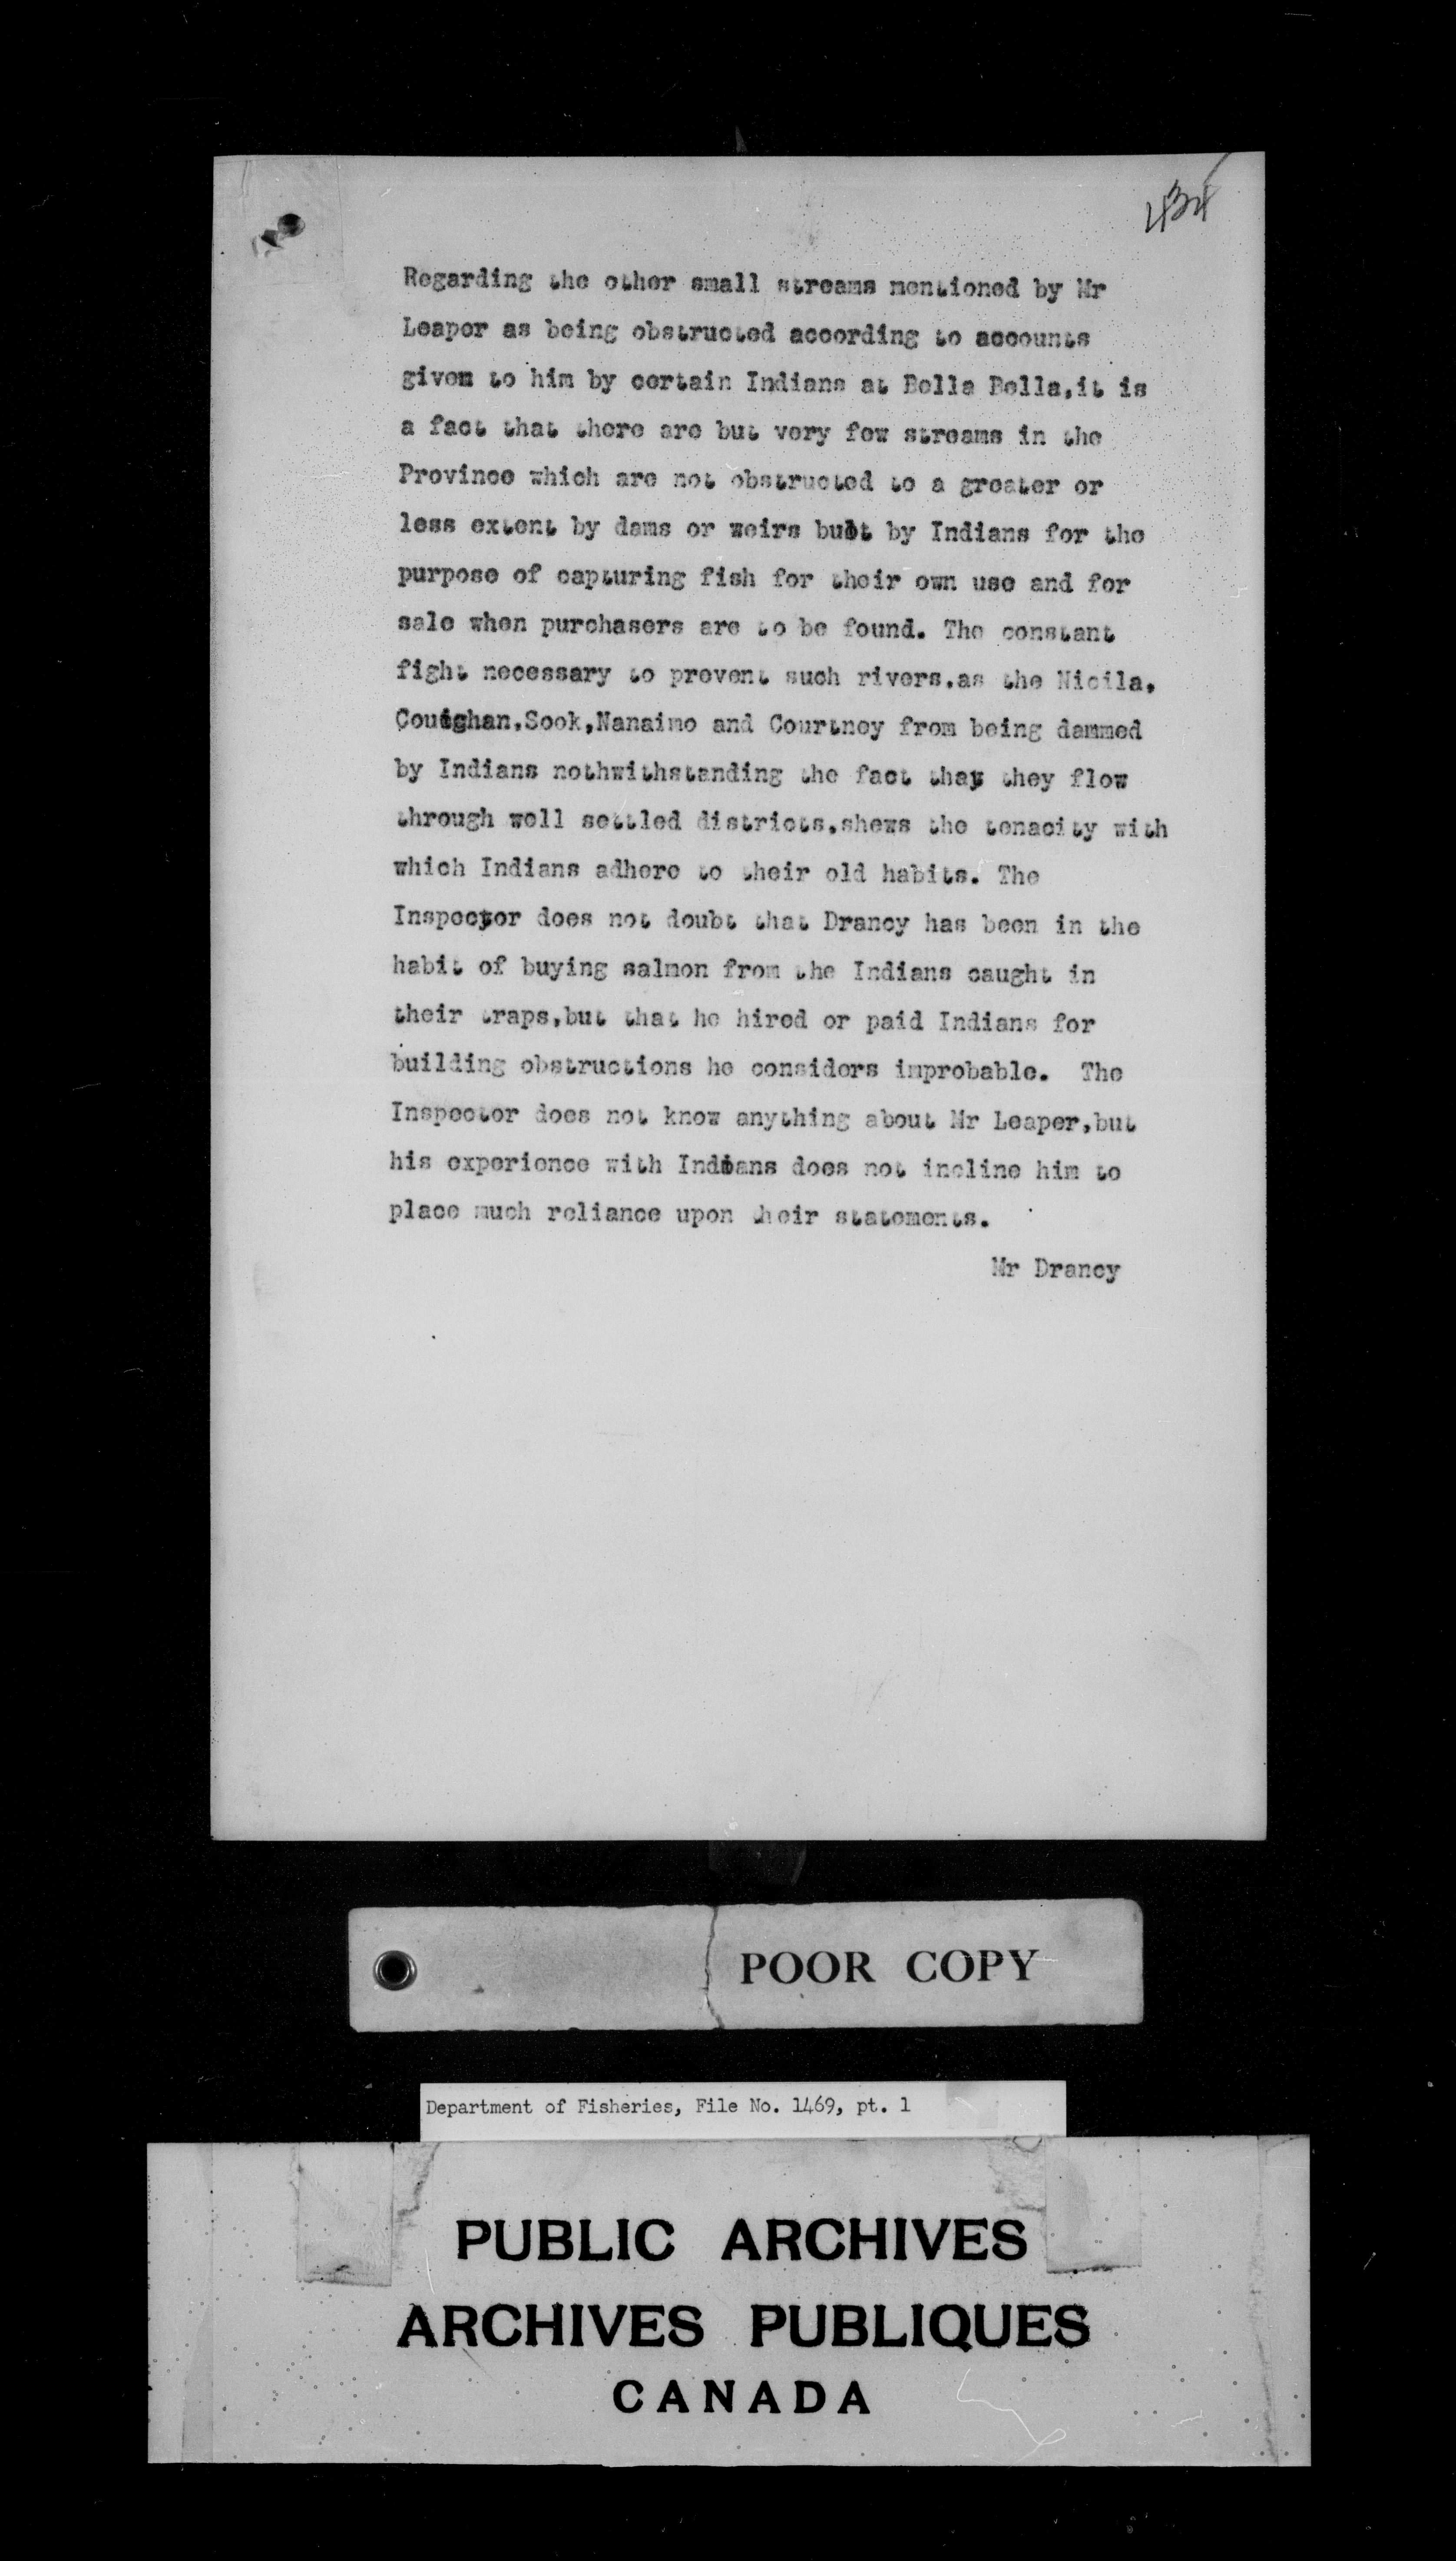 434
Regarding the other small streams mentioned by Mr
Leaper as being obstructed according to accounts
given to him by certain Indians at Bella Bella,it is
a fact that there are but very few streams in the
Province which are not obstructed to a greater or
less extent by dams or weirs built by Indians for the
purpose of capturing fish for their own use and for
sale when purchasers are to be found. The constant
fight necessary to prevent such rivers,as the Nicila,
Couighan,Sook,Nanaimo and Courtney from being dammed
by Indians nothwithstanding the fact that they flow
through well settled districts,shews the tenacity with
which Indians adhere to their old habits. The
Inspector does not doubt that Draney has been in the
habit of buying salmon from the Indians caught in
their traps,but that he hired or paid Indians for
building obstructions he considers improbable. The
Inspector does not know anything about Mr Leaper,but
his experience with Indians does not incline him to
place much reliance upon their statements.
Mr Draney
POOR COPY
Department of Fisheries, File No. 1469, pt. 1
PUBLIC ARCHIVES
ARCHIVES PUBLIQUES
CANADA